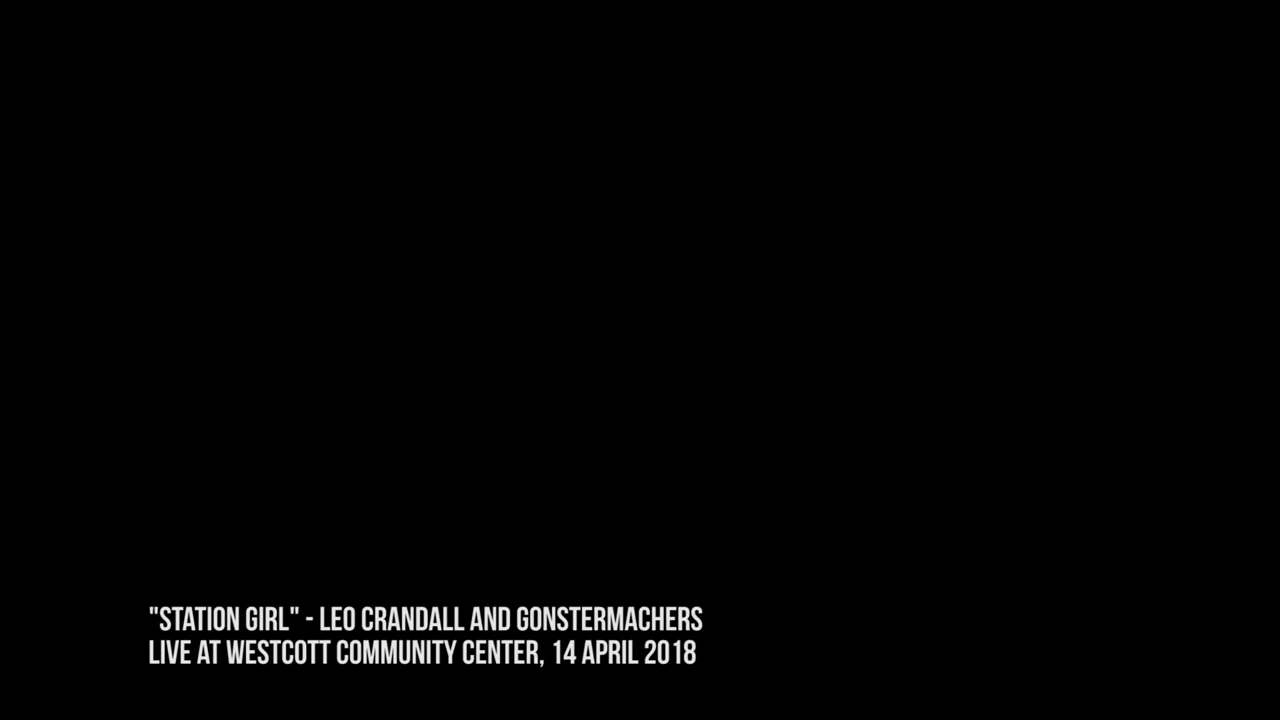 "STATION GIRL" - LEO CRANDALL AND GONSTERMACHERS
LIVE AT WESTCOTT COMMUNITY CENTER, 14 APRIL 2018